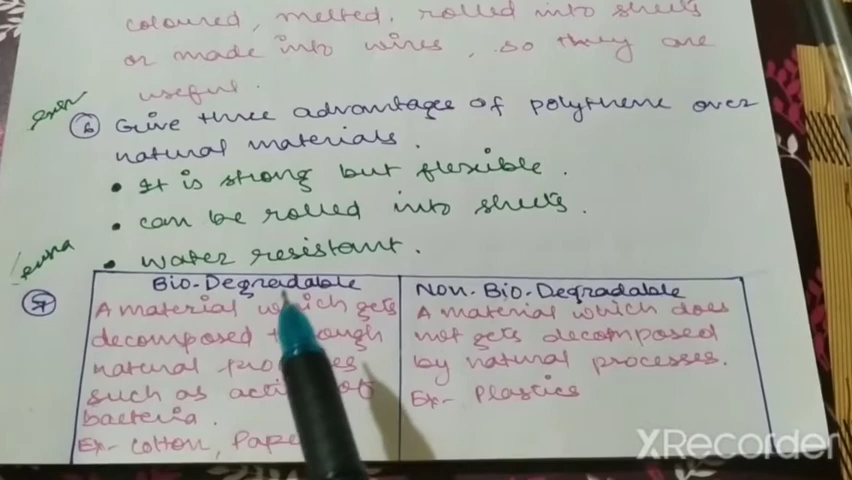 coloured, melted, rolled into sheets
or made into wires, so they are
useful.
extra
6 Give three advantages of polythene over
natural materials.
• It is strong but flexible.
• can be rolled into sheets.
• water resistant.
extra
7
Bio-Degradable
A material which gets
decomposed through
natural processes
such as action of
bacteria.
Ex- Cotton, Pape
Non-Bio-Degradable
A material which does
not gets decomposed
by natural processes.
Ex- Plastics
XRecorder